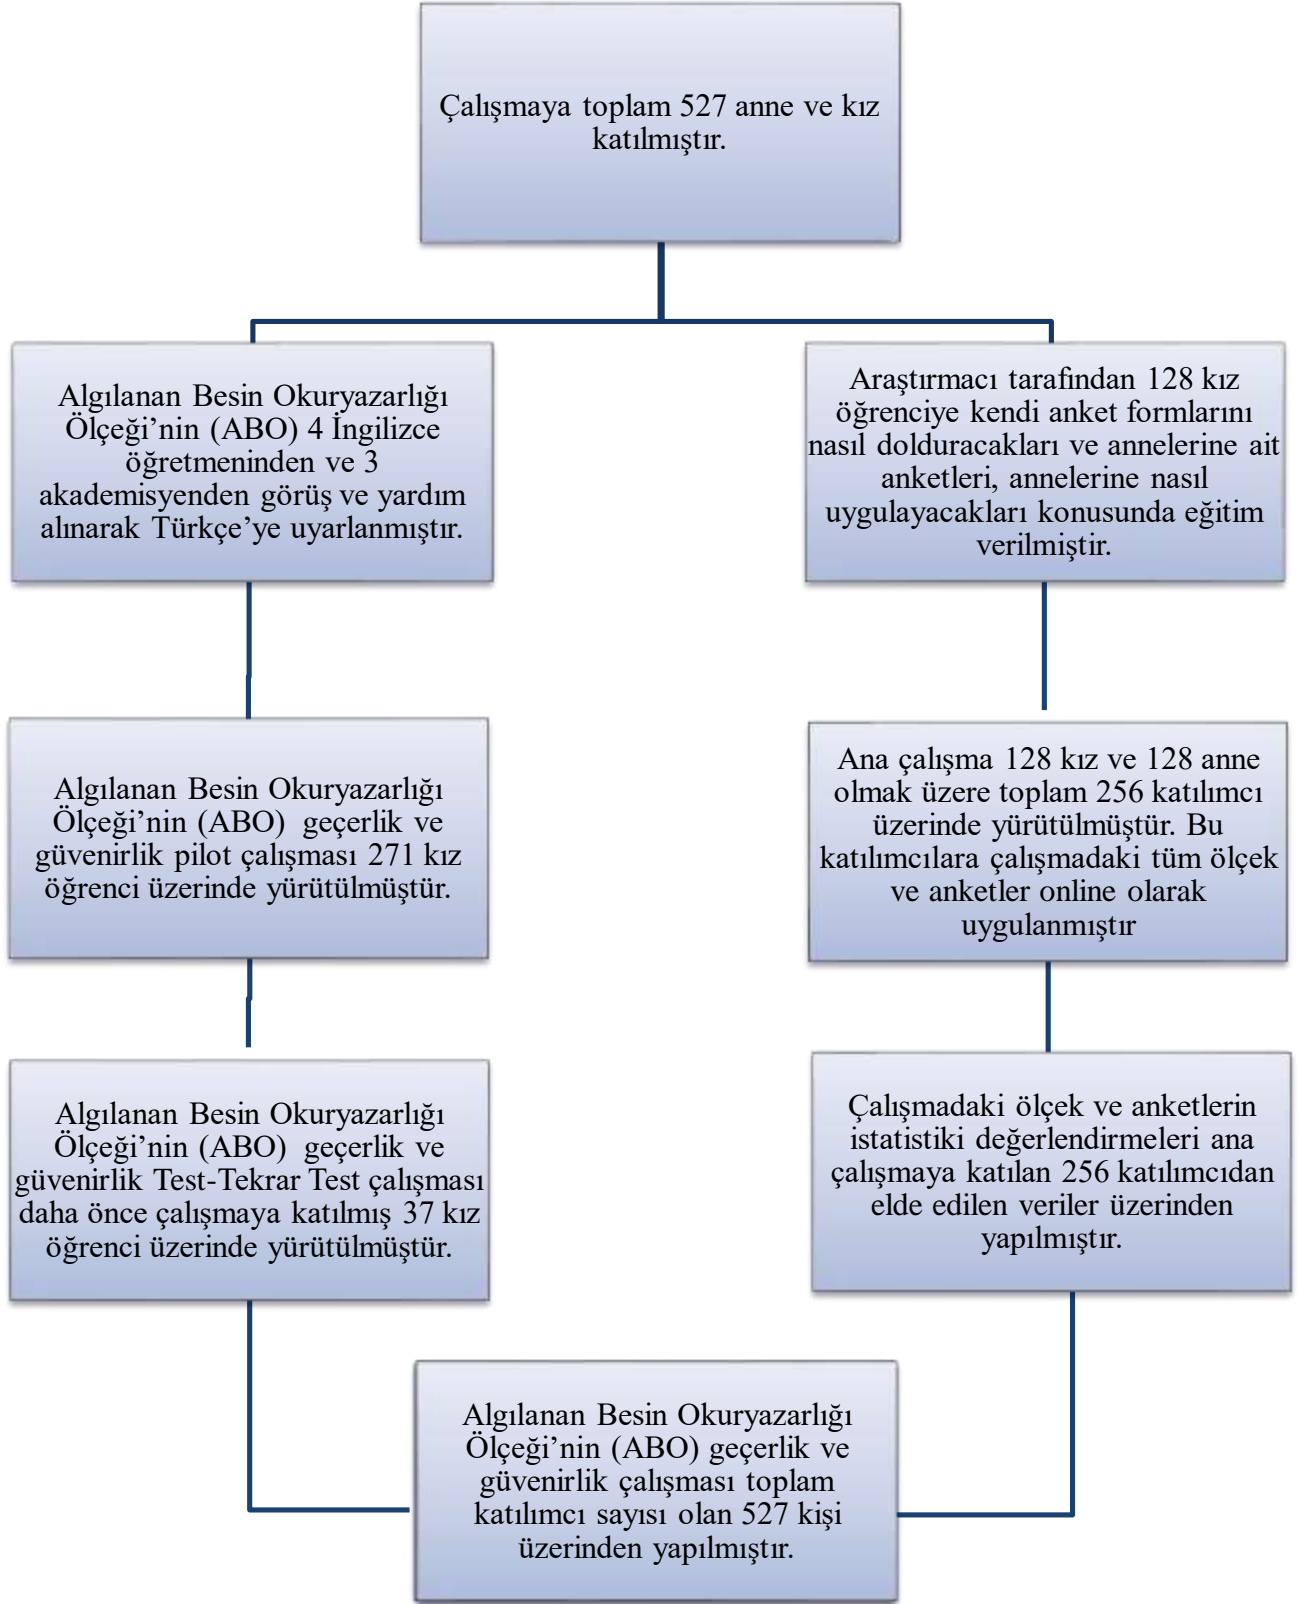 Çalışmaya toplam 527 anne ve kız
katılmıştır.
Algılanan Besin Okuryazarlığı
Ölçeği’nin (ABO) 4 İngilizce
öğretmeninden ve 3
akademisyenden görüş ve yardım
alınarak Türkçe’ye uyarlanmıştır.
Algılanan Besin Okuryazarlığı
Ölçeği’nin (ABO) geçerlik ve
güvenirlik pilot çalışması 271 kız
öğrenci üzerinde yürütülmüştür.
Algılanan Besin Okuryazarlığı
Ölçeği’nin (ABO) geçerlik ve
güvenirlik Test-Tekrar Test çalışması
daha önce çalışmaya katılmış 37 kız
öğrenci üzerinde yürütülmüştür.
Araştırmacı tarafından 128 kız
öğrenciye kendi anket formlarını
nasıl dolduracakları ve annelerine ait
anketleri, annelerine nasıl
uygulayacakları konusunda eğitim
verilmiştir.
Ana çalışma 128 kız ve 128 anne
olmak üzere toplam 256 katılımcı
üzerinde yürütülmüştür. Bu
katılımcılara çalışmadaki tüm ölçek
ve anketler online olarak
uygulanmıştır
Çalışmadaki ölçek ve anketlerin
istatistiki değerlendirmeleri ana
çalışmaya katılan 256 katılımcıdan
elde edilen veriler üzerinden
yapılmıştır.
Algılanan Besin Okuryazarlığı
Ölçeği’nin (ABO) geçerlik ve
güvenirlik çalışması toplam
katılımcı sayısı olan 527 kişi
üzerinden yapılmıştır.